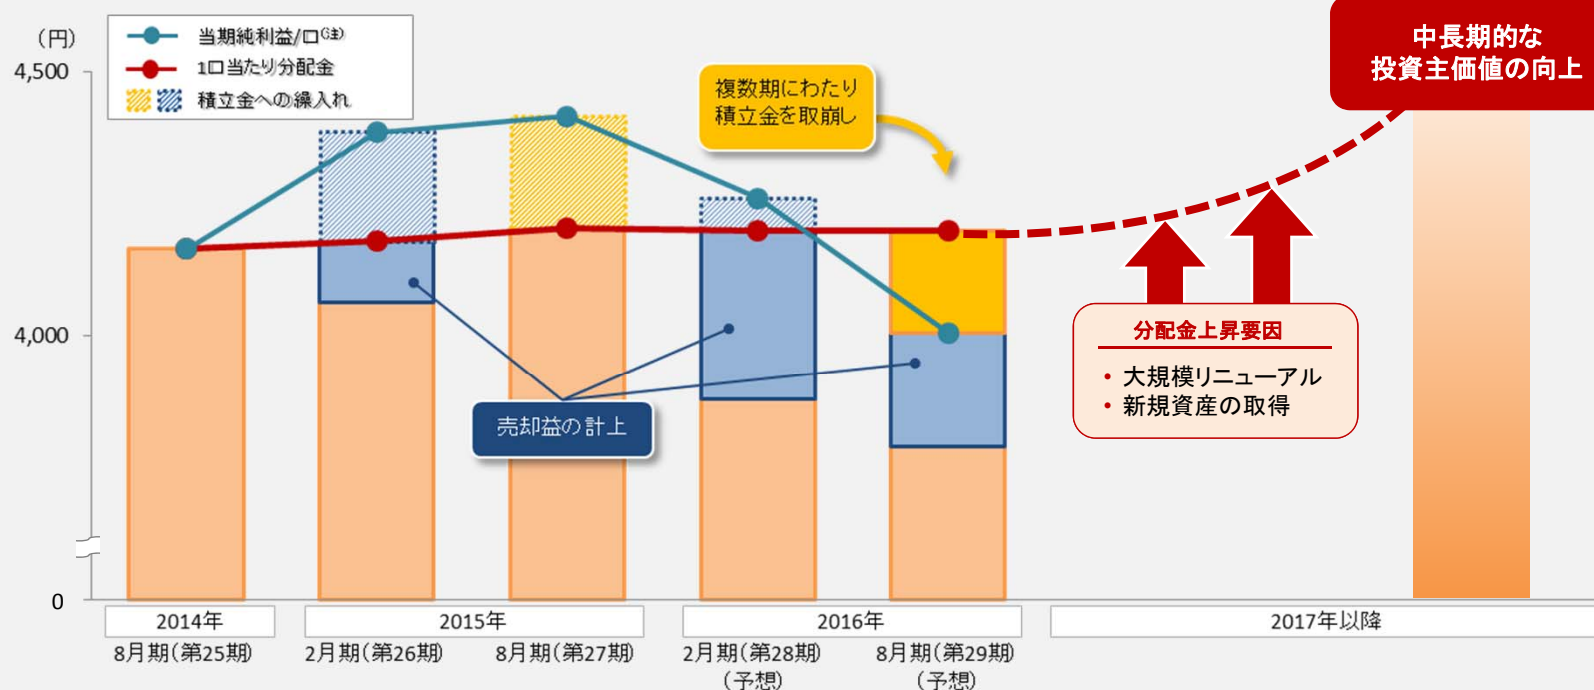 （円）
4,500
4,000
0
当期純利益/口（注）
1口当たり分配金
積立金への繰入れ
複数期にわたり
積立金を取崩し
中長期的な
投資主価値の向上
分配金上昇要因
・大規模リニューアル
・新規資産の取得
売却益の計上
2014年
2015年
2016年
2017年以降
8月期（第25期）
2月期（第26期）
8月期（第27期）
2月期（第28期）
（予想）
8月期（第29期）
（予想）